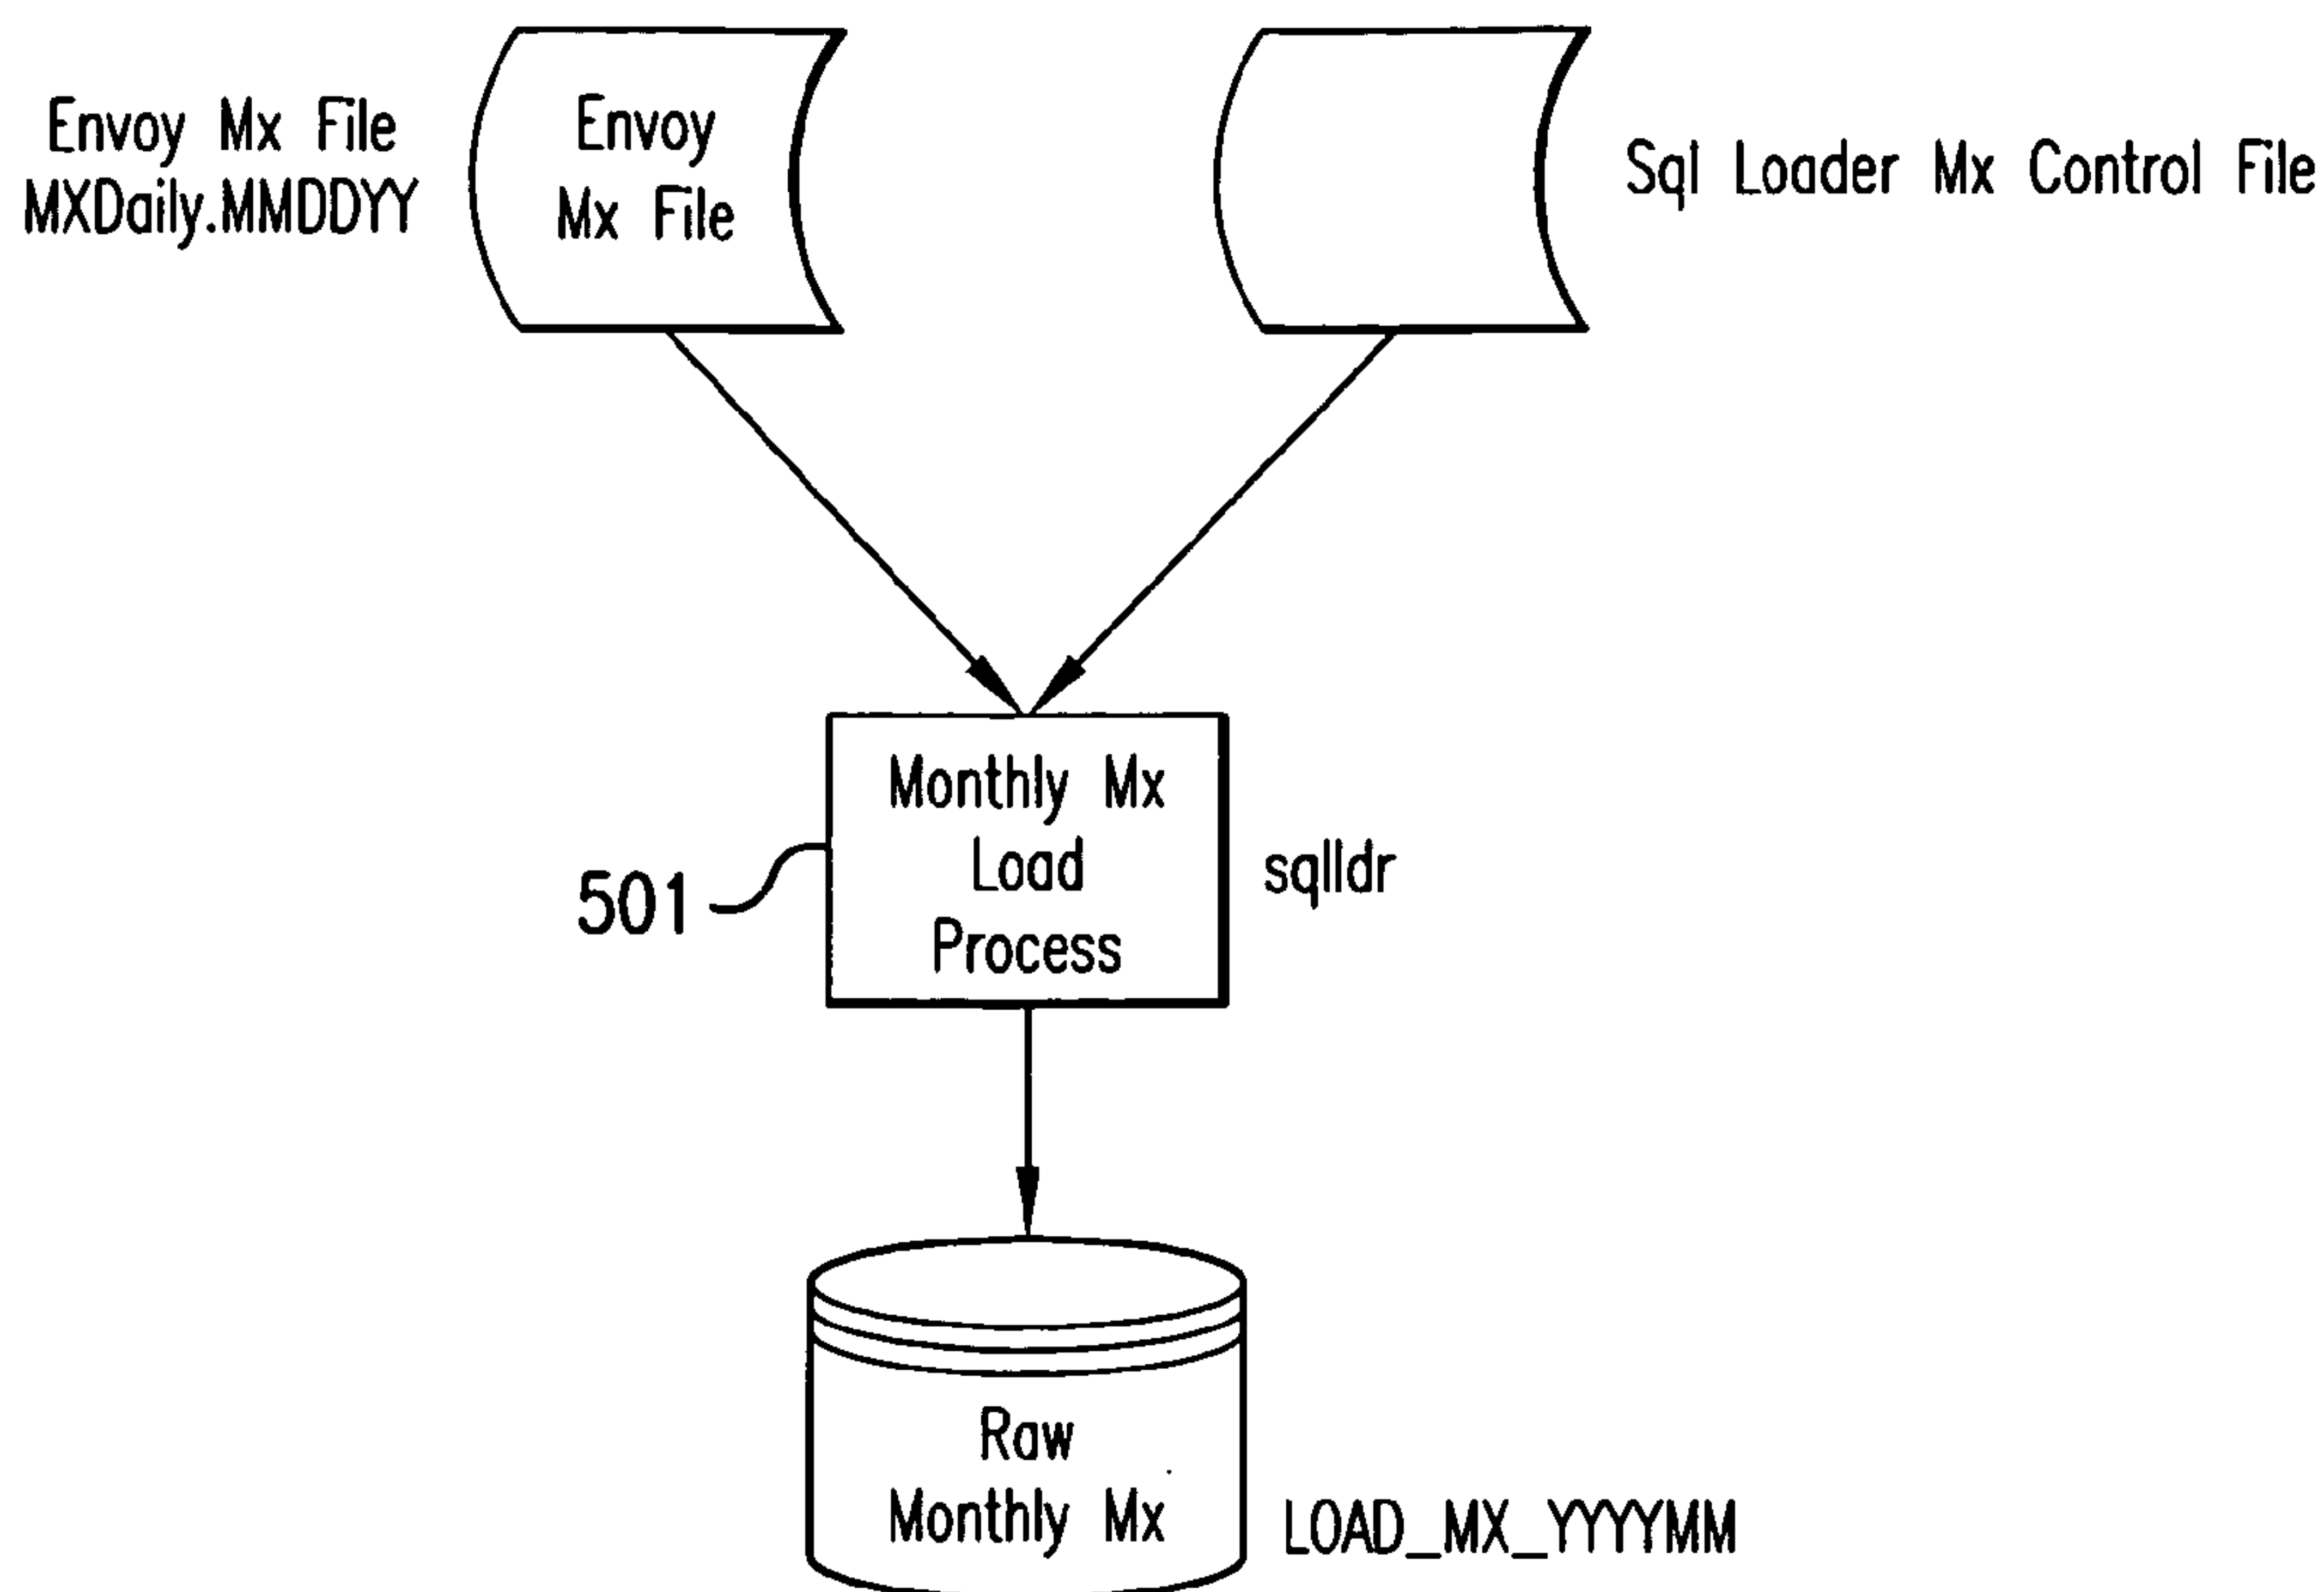 Envoy Mx File
MXDaily.MMDDYY
Envoy
Mx File
Sql Loader Mx Control File
Monthly Mx
Load
Process
501
sqlldr
Raw
Monthly Mx
LOAD_MX_YYYYMM